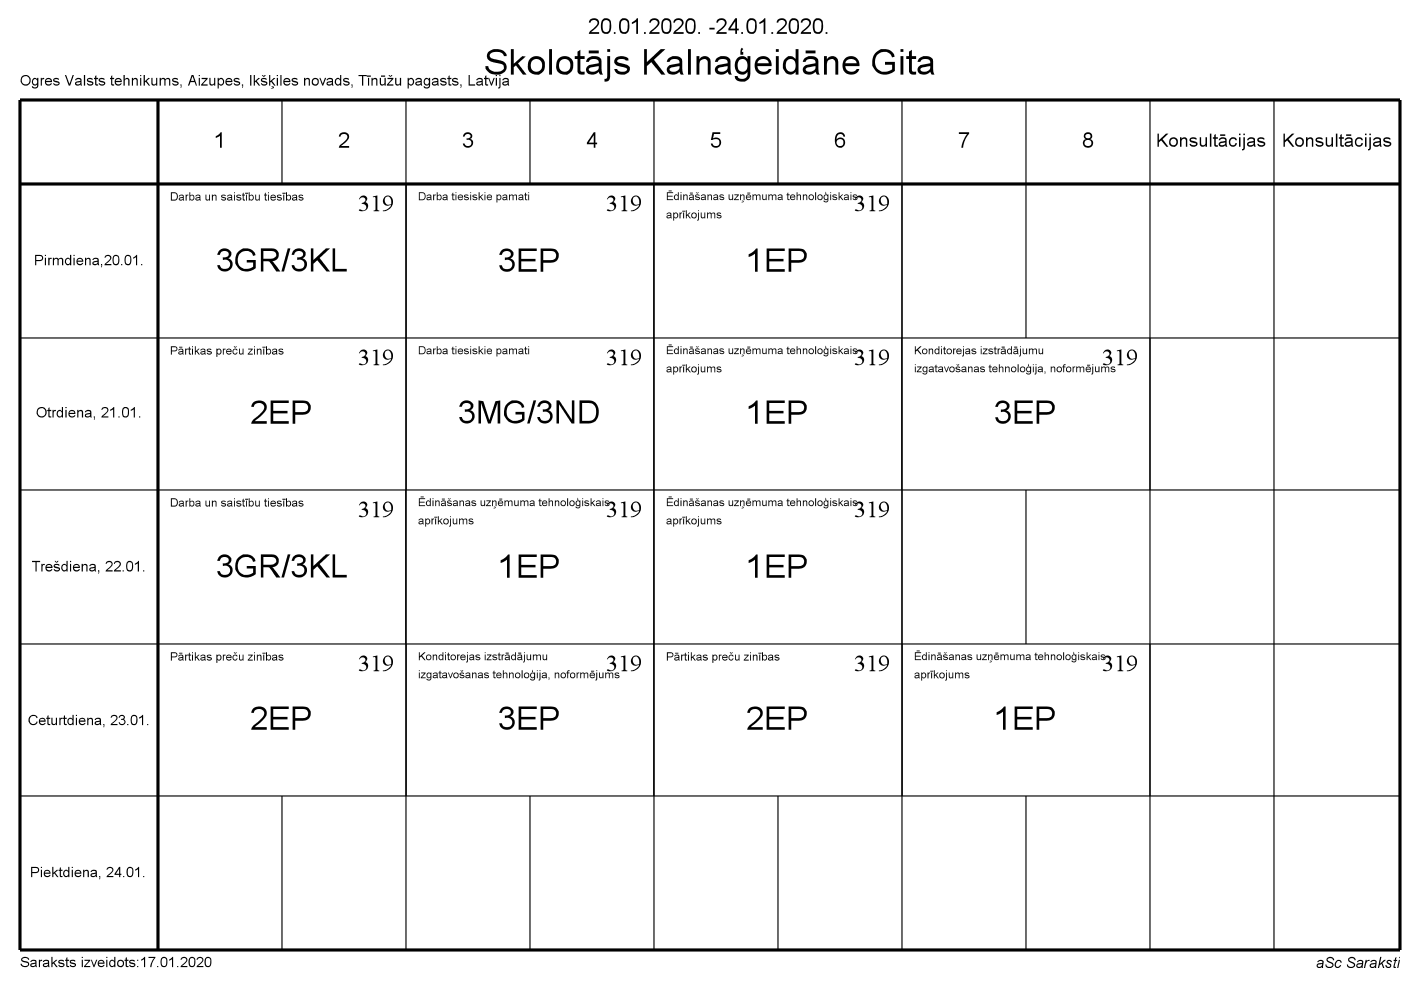 20.01.2020. -24.01.2020.
Skolotājs Kalnaģeidāne Gita
Ogres Valsts tehnikums, Aizupes, Ikšķiles novads, Tīnūžu pagasts, Latvija
1 2 3 4 5 6 7 8 Konsultācijas Konsultācijas
Pirmdiena,20.01.
Darba un saistību tiesības 319
3GR/3KL
Darba tiesiskie pamati 319
3EP
Ēdināšanas uzņēmuma tehnoloģiskais 319
aprīkojums
1EP
Otrdiena, 21.01.
Pārtikas preču zinības 319
2EP
Darba tiesiskie pamati 319
3MG/3ND
Ēdināšanas uzņēmuma tehnoloģiskais 319
aprīkojums
1EP
Konditorejas izstrādājumu 319
izgatavošanas tehnoloģija, noformējums
3EP
Trešdiena, 22.01.
Darba un saistību tiesības 319
3GR/3KL
Ēdināšanas uzņēmuma tehnoloģiskais 319
aprīkojums
1EP
Ēdināšanas uzņēmuma tehnoloģiskais 319
aprīkojums
1EP
Ceturtdiena, 23.01.
Pārtikas preču zinības 319
2EP
Konditorejas izstrādājumu 319
izgatavošanas tehnoloģija, noformējums
3EP
Pārtikas preču zinības 319
2EP
Ēdināšanas uzņēmuma tehnoloģiskais 319
aprīkojums
1EP
Piektdiena, 24.01.
Saraksts izveidots:17.01.2020
aSc Saraksti